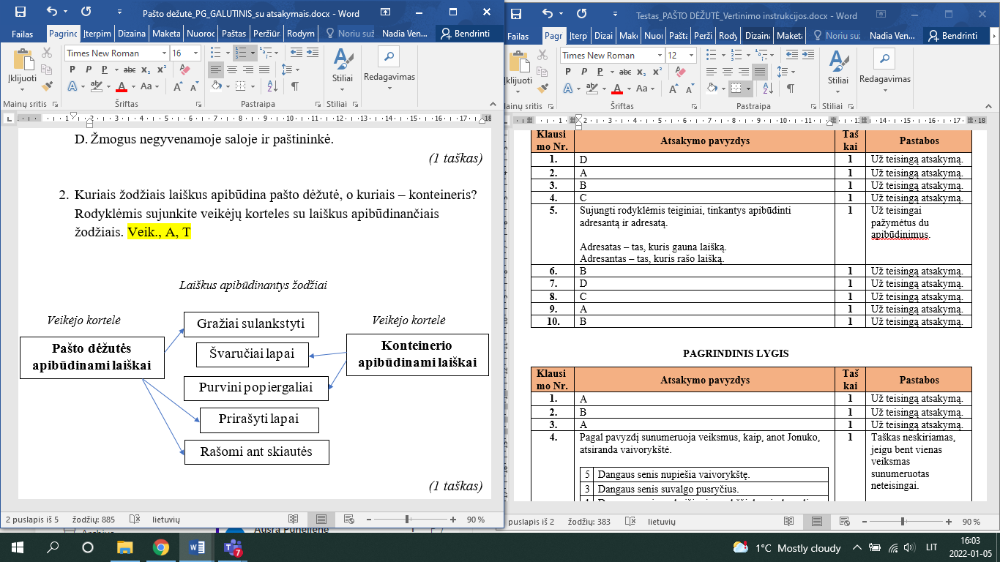 Pašto dėžutė_PG_GALUTINIS_su atsakymais.docx - Word
Failas Pagrinc Įterpim Dizaina Maketa Nuoroc Paštas Peržiūr Rodym Noriu suž Nadia Ven... Bendrinti
Times New Roman 16
Įklijuoti Stiliai Redagavimas
P P P abc x₂ x²
Mainų sritis Šriftas Pastraipa Stiliai
D. Žmogus negyvenamoje saloje ir paštininkė.
(1 taškas)
2. Kuriais žodžiais laiškus apibūdina pašto dėžutė, o kuriais – konteineris?
Rodyklėmis sujunkite veikėjų korteles su laiškus apibūdinančiais
žodžiais. Veik., A, T
Laiškus apibūdinantys žodžiai
Veikėjo kortelė
Pašto dėžutės
apibūdinami laiškai
Gražiai sulankstyti
Švaručiai lapai
Purvini popiergaliai
Prirašyti lapai
Rašomi ant skiautės
Veikėjo kortelė
Konteinerio
apibūdinami laiškai
(1 taškas)
2 puslapis iš 5 žodžių: 885 lietuvių 90 %
Testas_PAŠTO DĖŽUTĖ_Vertinimo instrukcijos.docx - Word
Failas Pagr Įterp Dizai Mak Nuor Pašta Perži Rody Dizaina Maketa Noriu Nadia Ven... Bendrinti
Times New Roman 12
Įklijuoti Stiliai Redagavimas
P P P abc x₂ x²
Mainų sritis Šriftas Pastraipa Stiliai
Klausi
mo Nr. Atsakymo pavyzdys Taš
kai Pastabos
1. D 1 Už teisingą atsakymą.
2. A 1 Už teisingą atsakymą.
3. B 1 Už teisingą atsakymą.
4. C 1 Už teisingą atsakymą.
5. Sujungti rodyklėmis teiginiai, tinkantys apibūdinti 1 Už teisingai
adresantą ir adresatą. pažymėtus du
apibūdinimus.
Adresatas – tas, kuris gauna laišką.
Adresantas – tas, kuris rašo laišką.
6. B 1 Už teisingą atsakymą.
7. D 1 Už teisingą atsakymą.
8. C 1 Už teisingą atsakymą.
9. A 1 Už teisingą atsakymą.
10. B 1 Už teisingą atsakymą.
PAGRINDINIS LYGIS
Klausi
mo Nr. Atsakymo pavyzdys Taš
kai Pastabos
1. A 1 Už teisingą atsakymą.
2. B 1 Už teisingą atsakymą.
3. A 1 Už teisingą atsakymą.
4. Pagal pavyzdį sunumeruoja veiksmus, kaip, anot Jonuko, 1 Taškas neskiriamas,
atsiranda vaivorykštė. jeigu bent vienas
veiksmas
sunumeruotas
neteisingai.
5 Dangaus senis nupiešia vaivorykštę.
3 Dangaus senis suvalgo pusryčius.
puslapis iš 2 žodžių: 383 lietuvių 90 %
1°C Mostly cloudy LIT 16:03
2022-01-05